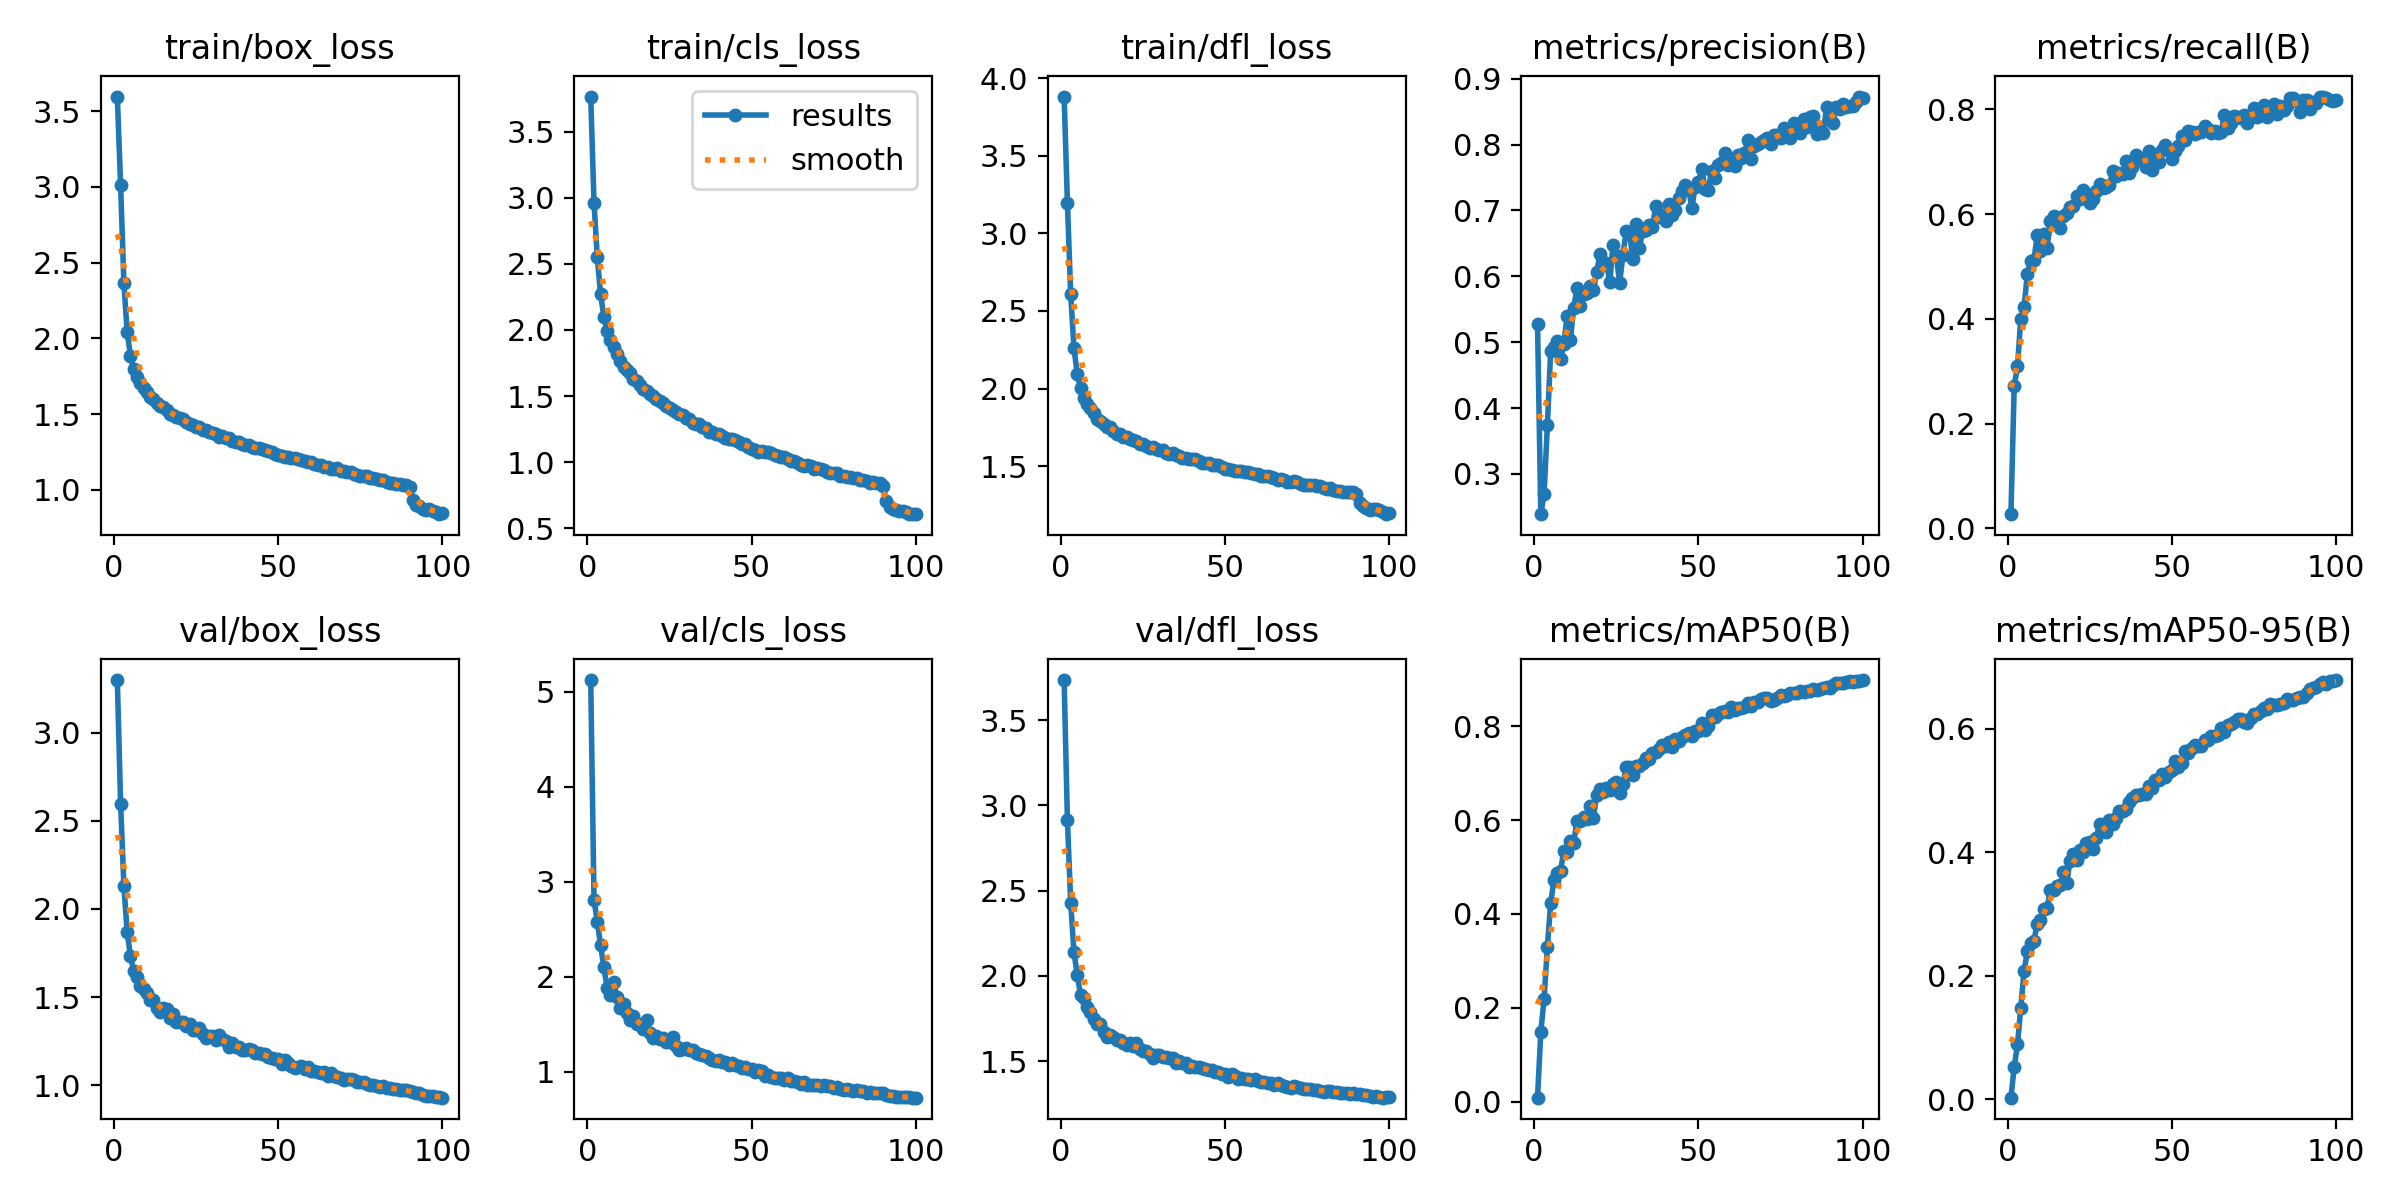 train/box_loss
3.5
3.0
2.5
2.0
1.5
1.0
0 50 100
train/cls_loss
results
smooth
3.5
3.0
2.5
2.0
1.5
1.0
0.5
0 50 100
train/dfl_loss
4.0
3.5
3.0
2.5
2.0
1.5
0 50 100
metrics/precision(B)
0.9
0.8
0.7
0.6
0.5
0.4
0.3
0 50 100
metrics/recall(B)
0.8
0.6
0.4
0.2
0.0
0 50 100
val/box_loss
3.0
2.5
2.0
1.5
1.0
0 50 100
val/cls_loss
5
4
3
2
1
0 50 100
val/dfl_loss
3.5
3.0
2.5
2.0
1.5
0 50 100
metrics/mAP50(B)
0.8
0.6
0.4
0.2
0.0
0 50 100
metrics/mAP50-95(B)
0.6
0.4
0.2
0.0
0 50 100